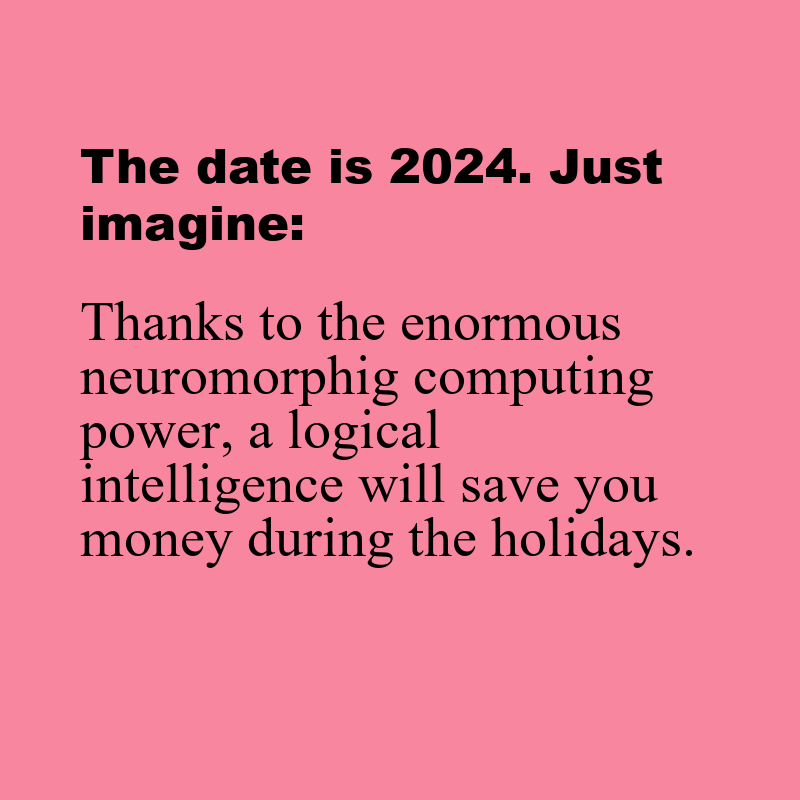 The date is 2024. Just
imagine:
Thanks to the enormous
neuromorphig computing
power, a logical
intelligence will save you
money during the holidays.